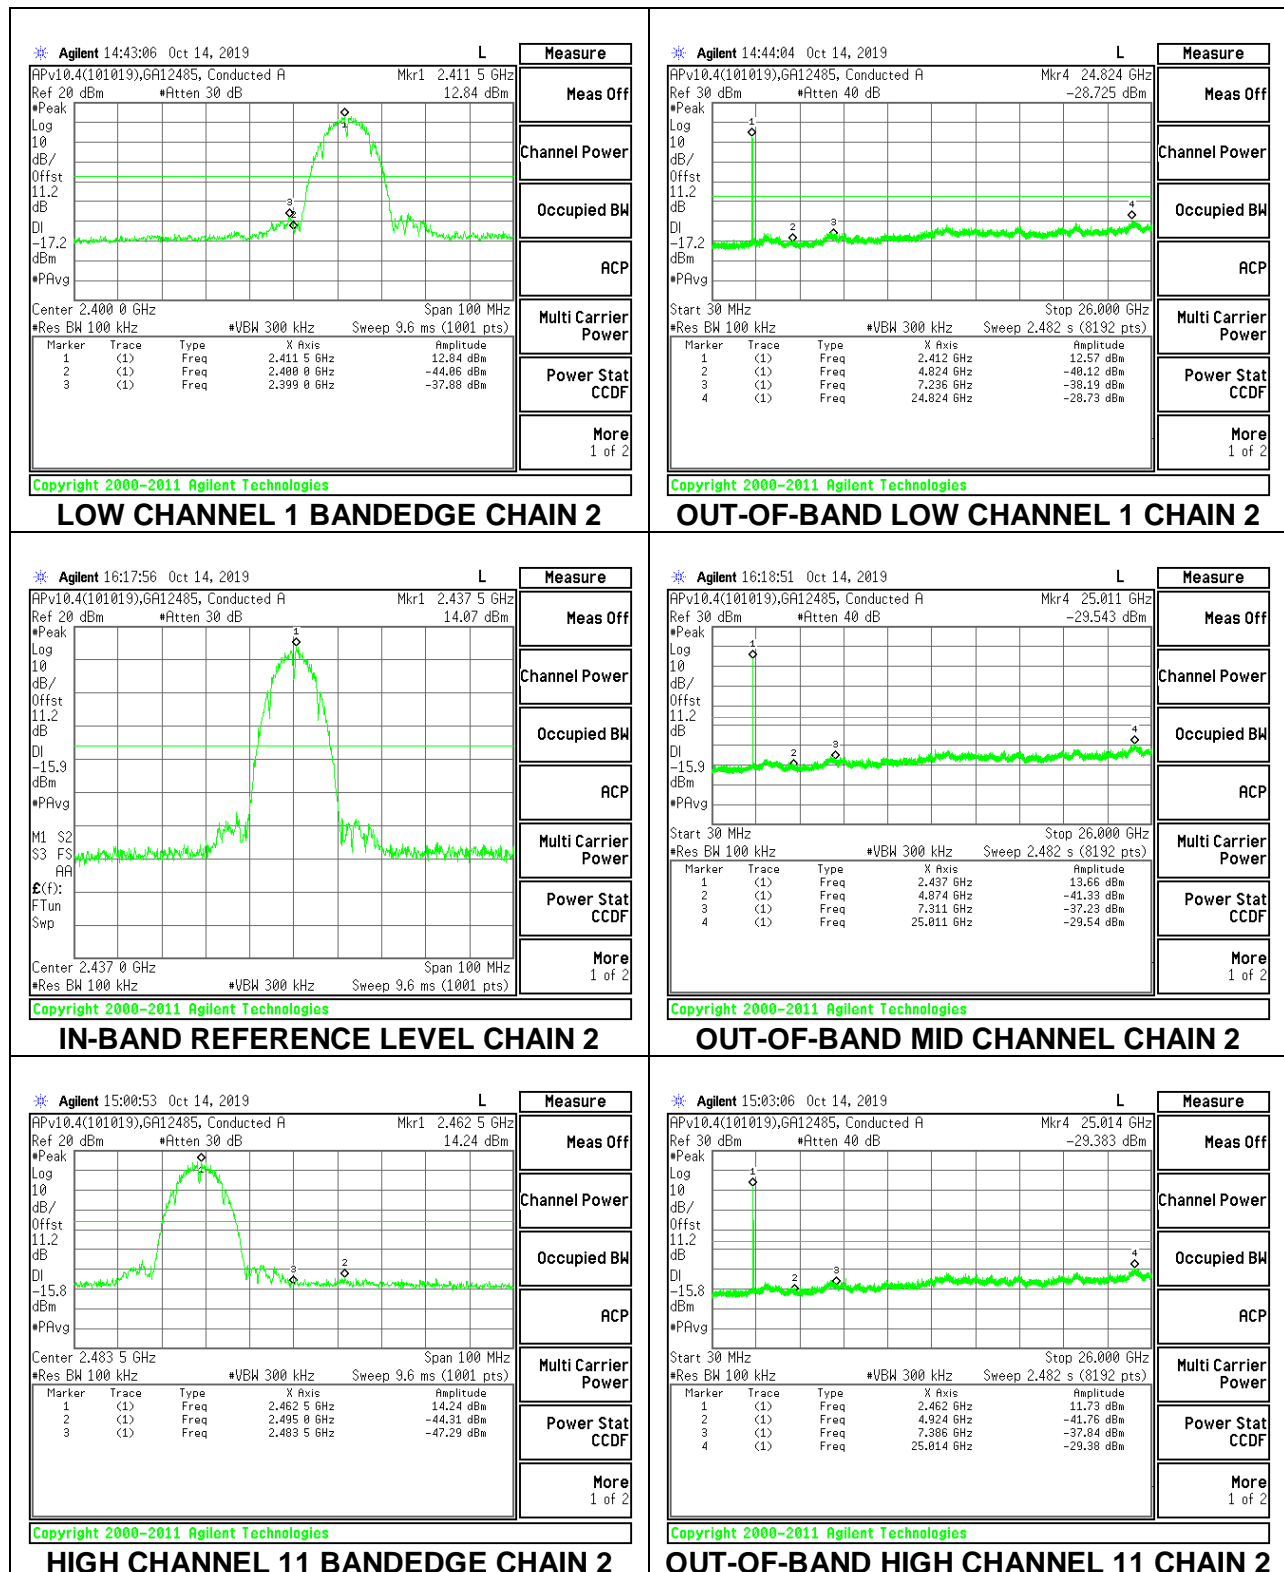 Agilent 14:43:06 Oct 14, 2019 L
APv10.4(101019),GA12485, Conducted A Mkr1 2.411 5 GHz
Ref 20 dBm #Atten 30 dB 12.84 dBm
#Peak
Log
10
dB/
Offst
11.2
dB
DI
-17.2
dBm
#PAvg
1
3
2
Center 2.400 0 GHz Span 100 MHz
#Res BW 100 kHz #VBW 300 kHz Sweep 9.6 ms (1001 pts)
Marker Trace Type X Axis Amplitude
1 (1) Freq 2.411 5 GHz 12.84 dBm
2 (1) Freq 2.400 0 GHz -44.06 dBm
3 (1) Freq 2.399 0 GHz -37.88 dBm
Measure
Meas Off
Channel Power
Occupied BW
ACP
Multi Carrier
Power
Power Stat
CCDF
More
1 of 2
Copyright 2000-2011 Agilent Technologies
LOW CHANNEL 1 BANDEDGE CHAIN 2
Agilent 14:44:04 Oct 14, 2019 L
APv10.4(101019),GA12485, Conducted A Mkr4 24.824 GHz
Ref 30 dBm #Atten 40 dB -28.725 dBm
#Peak
Log
10
dB/
Offst
11.2
dB
DI
-17.2
dBm
#PAvg
1
2
3
4
Start 30 MHz Stop 26.000 GHz
#Res BW 100 kHz #VBW 300 kHz Sweep 2.482 s (8192 pts)
Marker Trace Type X Axis Amplitude
1 (1) Freq 2.412 GHz 12.57 dBm
2 (1) Freq 4.824 GHz -40.12 dBm
3 (1) Freq 7.236 GHz -38.19 dBm
4 (1) Freq 24.824 GHz -28.73 dBm
Measure
Meas Off
Channel Power
Occupied BW
ACP
Multi Carrier
Power
Power Stat
CCDF
More
1 of 2
Copyright 2000-2011 Agilent Technologies
OUT-OF-BAND LOW CHANNEL 1 CHAIN 2
Agilent 16:17:56 Oct 14, 2019 L
APv10.4(101019),GA12485, Conducted A Mkr1 2.437 5 GHz
Ref 20 dBm #Atten 30 dB 14.07 dBm
#Peak
Log
10
dB/
Offst
11.2
dB
DI
-15.9
dBm
#PAvg
M1 S2
S3 FS
AA
£(f):
FTun
Swp
1
Center 2.437 0 GHz Span 100 MHz
#Res BW 100 kHz #VBW 300 kHz Sweep 9.6 ms (1001 pts)
Measure
Meas Off
Channel Power
Occupied BW
ACP
Multi Carrier
Power
Power Stat
CCDF
More
1 of 2
Copyright 2000-2011 Agilent Technologies
IN-BAND REFERENCE LEVEL CHAIN 2
Agilent 16:18:51 Oct 14, 2019 L
APv10.4(101019),GA12485, Conducted A Mkr4 25.011 GHz
Ref 30 dBm #Atten 40 dB -29.543 dBm
#Peak
Log
10
dB/
Offst
11.2
dB
DI
-15.9
dBm
#PAvg
1
2
3
4
Start 30 MHz Stop 26.000 GHz
#Res BW 100 kHz #VBW 300 kHz Sweep 2.482 s (8192 pts)
Marker Trace Type X Axis Amplitude
1 (1) Freq 2.437 GHz 13.66 dBm
2 (1) Freq 4.874 GHz -41.33 dBm
3 (1) Freq 7.311 GHz -37.23 dBm
4 (1) Freq 25.011 GHz -29.54 dBm
Measure
Meas Off
Channel Power
Occupied BW
ACP
Multi Carrier
Power
Power Stat
CCDF
More
1 of 2
Copyright 2000-2011 Agilent Technologies
OUT-OF-BAND MID CHANNEL CHAIN 2
Agilent 15:00:53 Oct 14, 2019 L
APv10.4(101019),GA12485, Conducted A Mkr1 2.462 5 GHz
Ref 20 dBm #Atten 30 dB 14.24 dBm
#Peak
Log
10
dB/
Offst
11.2
dB
DI
-15.8
dBm
#PAvg
1
3
2
Center 2.483 5 GHz Span 100 MHz
#Res BW 100 kHz #VBW 300 kHz Sweep 9.6 ms (1001 pts)
Marker Trace Type X Axis Amplitude
1 (1) Freq 2.462 5 GHz 14.24 dBm
2 (1) Freq 2.495 0 GHz -44.31 dBm
3 (1) Freq 2.483 5 GHz -47.29 dBm
Measure
Meas Off
Channel Power
Occupied BW
ACP
Multi Carrier
Power
Power Stat
CCDF
More
1 of 2
Copyright 2000-2011 Agilent Technologies
HIGH CHANNEL 11 BANDEDGE CHAIN 2
Agilent 15:03:06 Oct 14, 2019 L
APv10.4(101019),GA12485, Conducted A Mkr4 25.014 GHz
Ref 30 dBm #Atten 40 dB -29.383 dBm
#Peak
Log
10
dB/
Offst
11.2
dB
DI
-15.8
dBm
#PAvg
1
2
3
4
Start 30 MHz Stop 26.000 GHz
#Res BW 100 kHz #VBW 300 kHz Sweep 2.482 s (8192 pts)
Marker Trace Type X Axis Amplitude
1 (1) Freq 2.462 GHz 11.73 dBm
2 (1) Freq 4.924 GHz -41.76 dBm
3 (1) Freq 7.386 GHz -37.84 dBm
4 (1) Freq 25.014 GHz -29.38 dBm
Measure
Meas Off
Channel Power
Occupied BW
ACP
Multi Carrier
Power
Power Stat
CCDF
More
1 of 2
Copyright 2000-2011 Agilent Technologies
OUT-OF-BAND HIGH CHANNEL 11 CHAIN 2